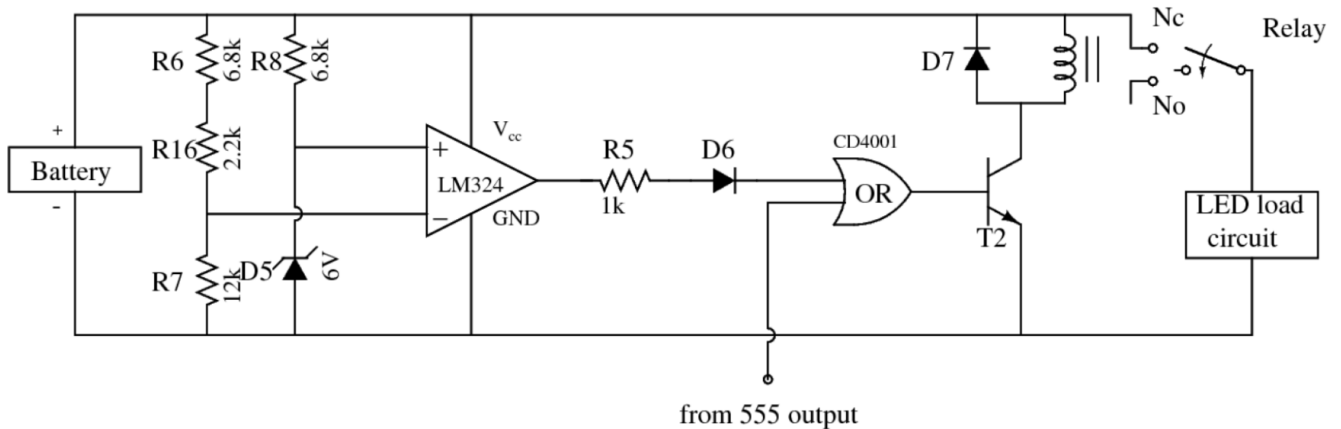 Nc
Relay
R6
6.8k
R8
6.8k
D7
No
+
Battery
-
R16
2.2k
Vcc
+
LM324
−
GND
R5
1k
D6
CD4001
OR
T2
LED load
circuit
R7
12k
D5
6V
from 555 output